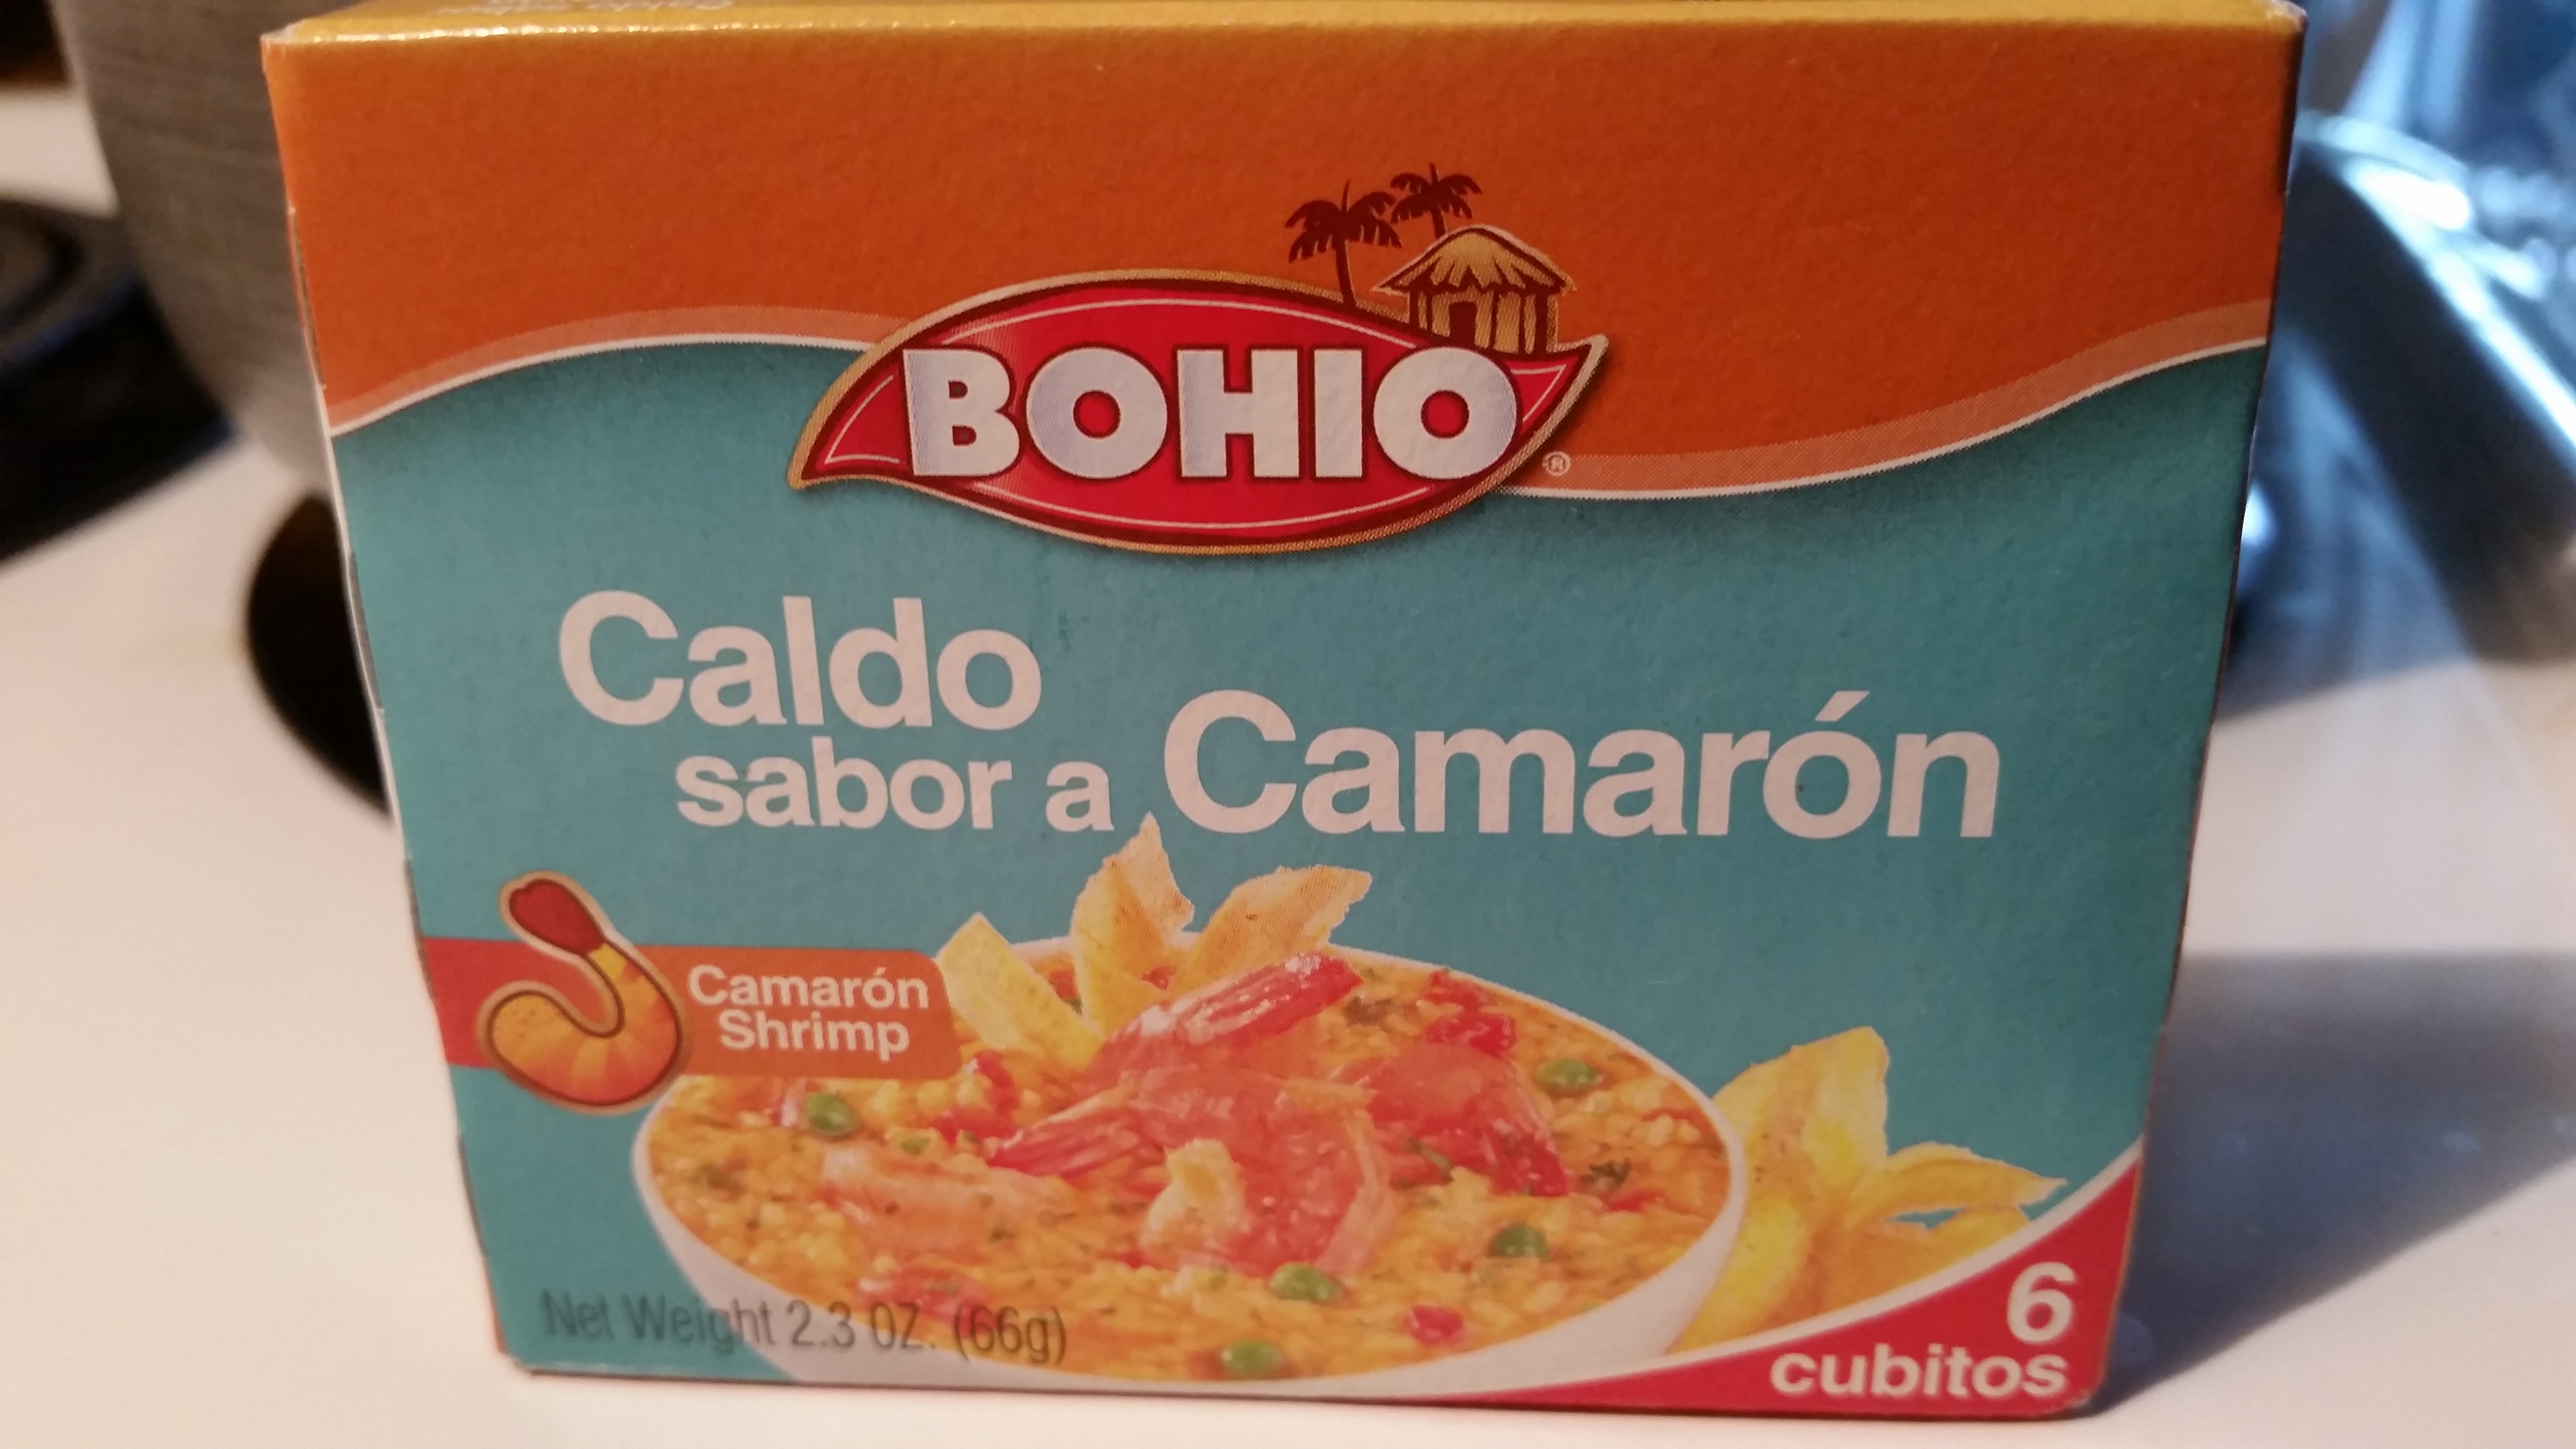 BOHIO
®
Caldo
sabor a Camarón
Camarón
Shrimp
Net Weight 2.3 OZ. (66g)
6
cubitos